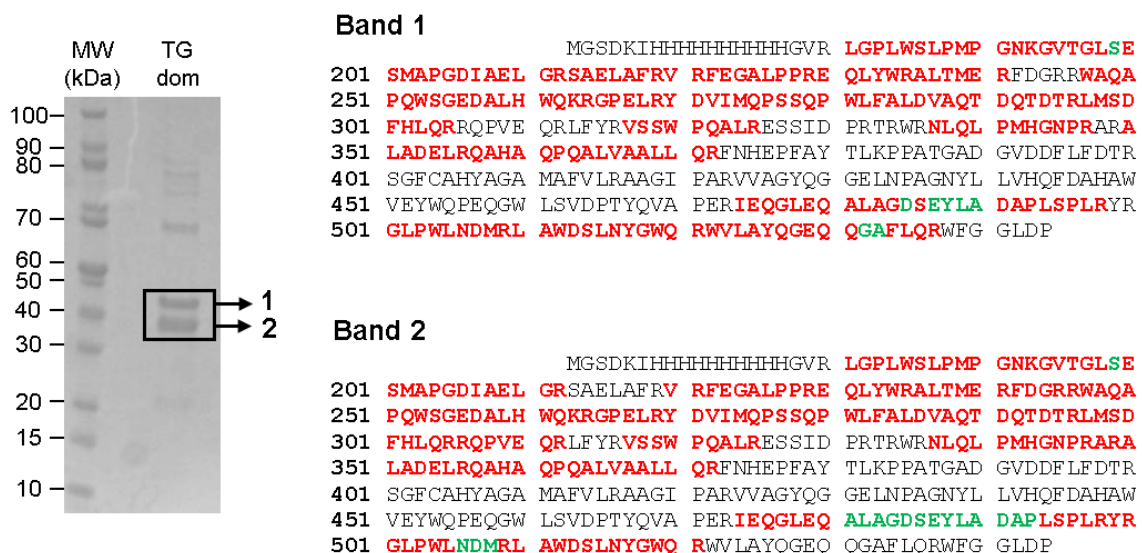 MW (kDa)
TG dom
100
90
80
70
60
50
40
30
20
15
10
1
2
Band 1
MGSDKIHHHHHHHHHHGVR LGPLWSLPMP GNKGVTGLSE
201 SMAPGDIAEL GRSAELAFRV RFEGALPPRE QLYWRALTME RFDGRRWAQA
251 PQWSGEDALH WQKRGPELRY DVIMQPSSQP WLFALDVAQT DQTDTRLMSD
301 FHLQRRQPVE QRLFYRVSSW PQALRESSID PRTRWRNLQL PMHGNPRARA
351 LADELRQAHA QPQALVAALL QRFNHEPFAY TLKPPATGAD GVDDFLFDTR
401 SGFCAHYAGA MAFVLRAAGI PARVVAGYQG GELNPAGNYL LVHQFDAHAW
451 VEYWQPEQGW LSVDPTYQVA PERIEQGLEQ ALAGDSEYLA DAPLSPLRYR
501 GLPWLNDMRL AWDSLNYGWQ RWVLAYQGEQ QGAFLQRWFG GLDP
Band 2
MGSDKIHHHHHHHHHHGVR LGPLWSLPMP GNKGVTGLSE
201 SMAPGDIAEL GRSAELAFRV RFEGALPPRE QLYWRALTME RFDGRRWAQA
251 PQWSGEDALH WQKRGPELRY DVIMQPSSQP WLFALDVAQT DQTDTRLMSD
301 FHLQRRQPVE QRLFYRVSSW PQALRESSID PRTRWRNLQL PMHGNPRARA
351 LADELRQAHA QPQALVAALL QRFNHEPFAY TLKPPATGAD GVDDFLFDTR
401 SGFCAHYAGA MAFVLRAAGI PARVVAGYQG GELNPAGNYL LVHQFDAHAW
451 VEYWQPEQGW LSVDPTYQVA PERIEQGLEQ ALAGDSEYLA DAPLSPLRYR
501 GLPWLNDMRL AWDSLNYGWQ RWVLAYQGEQ QGAFLQRWFG GLDP